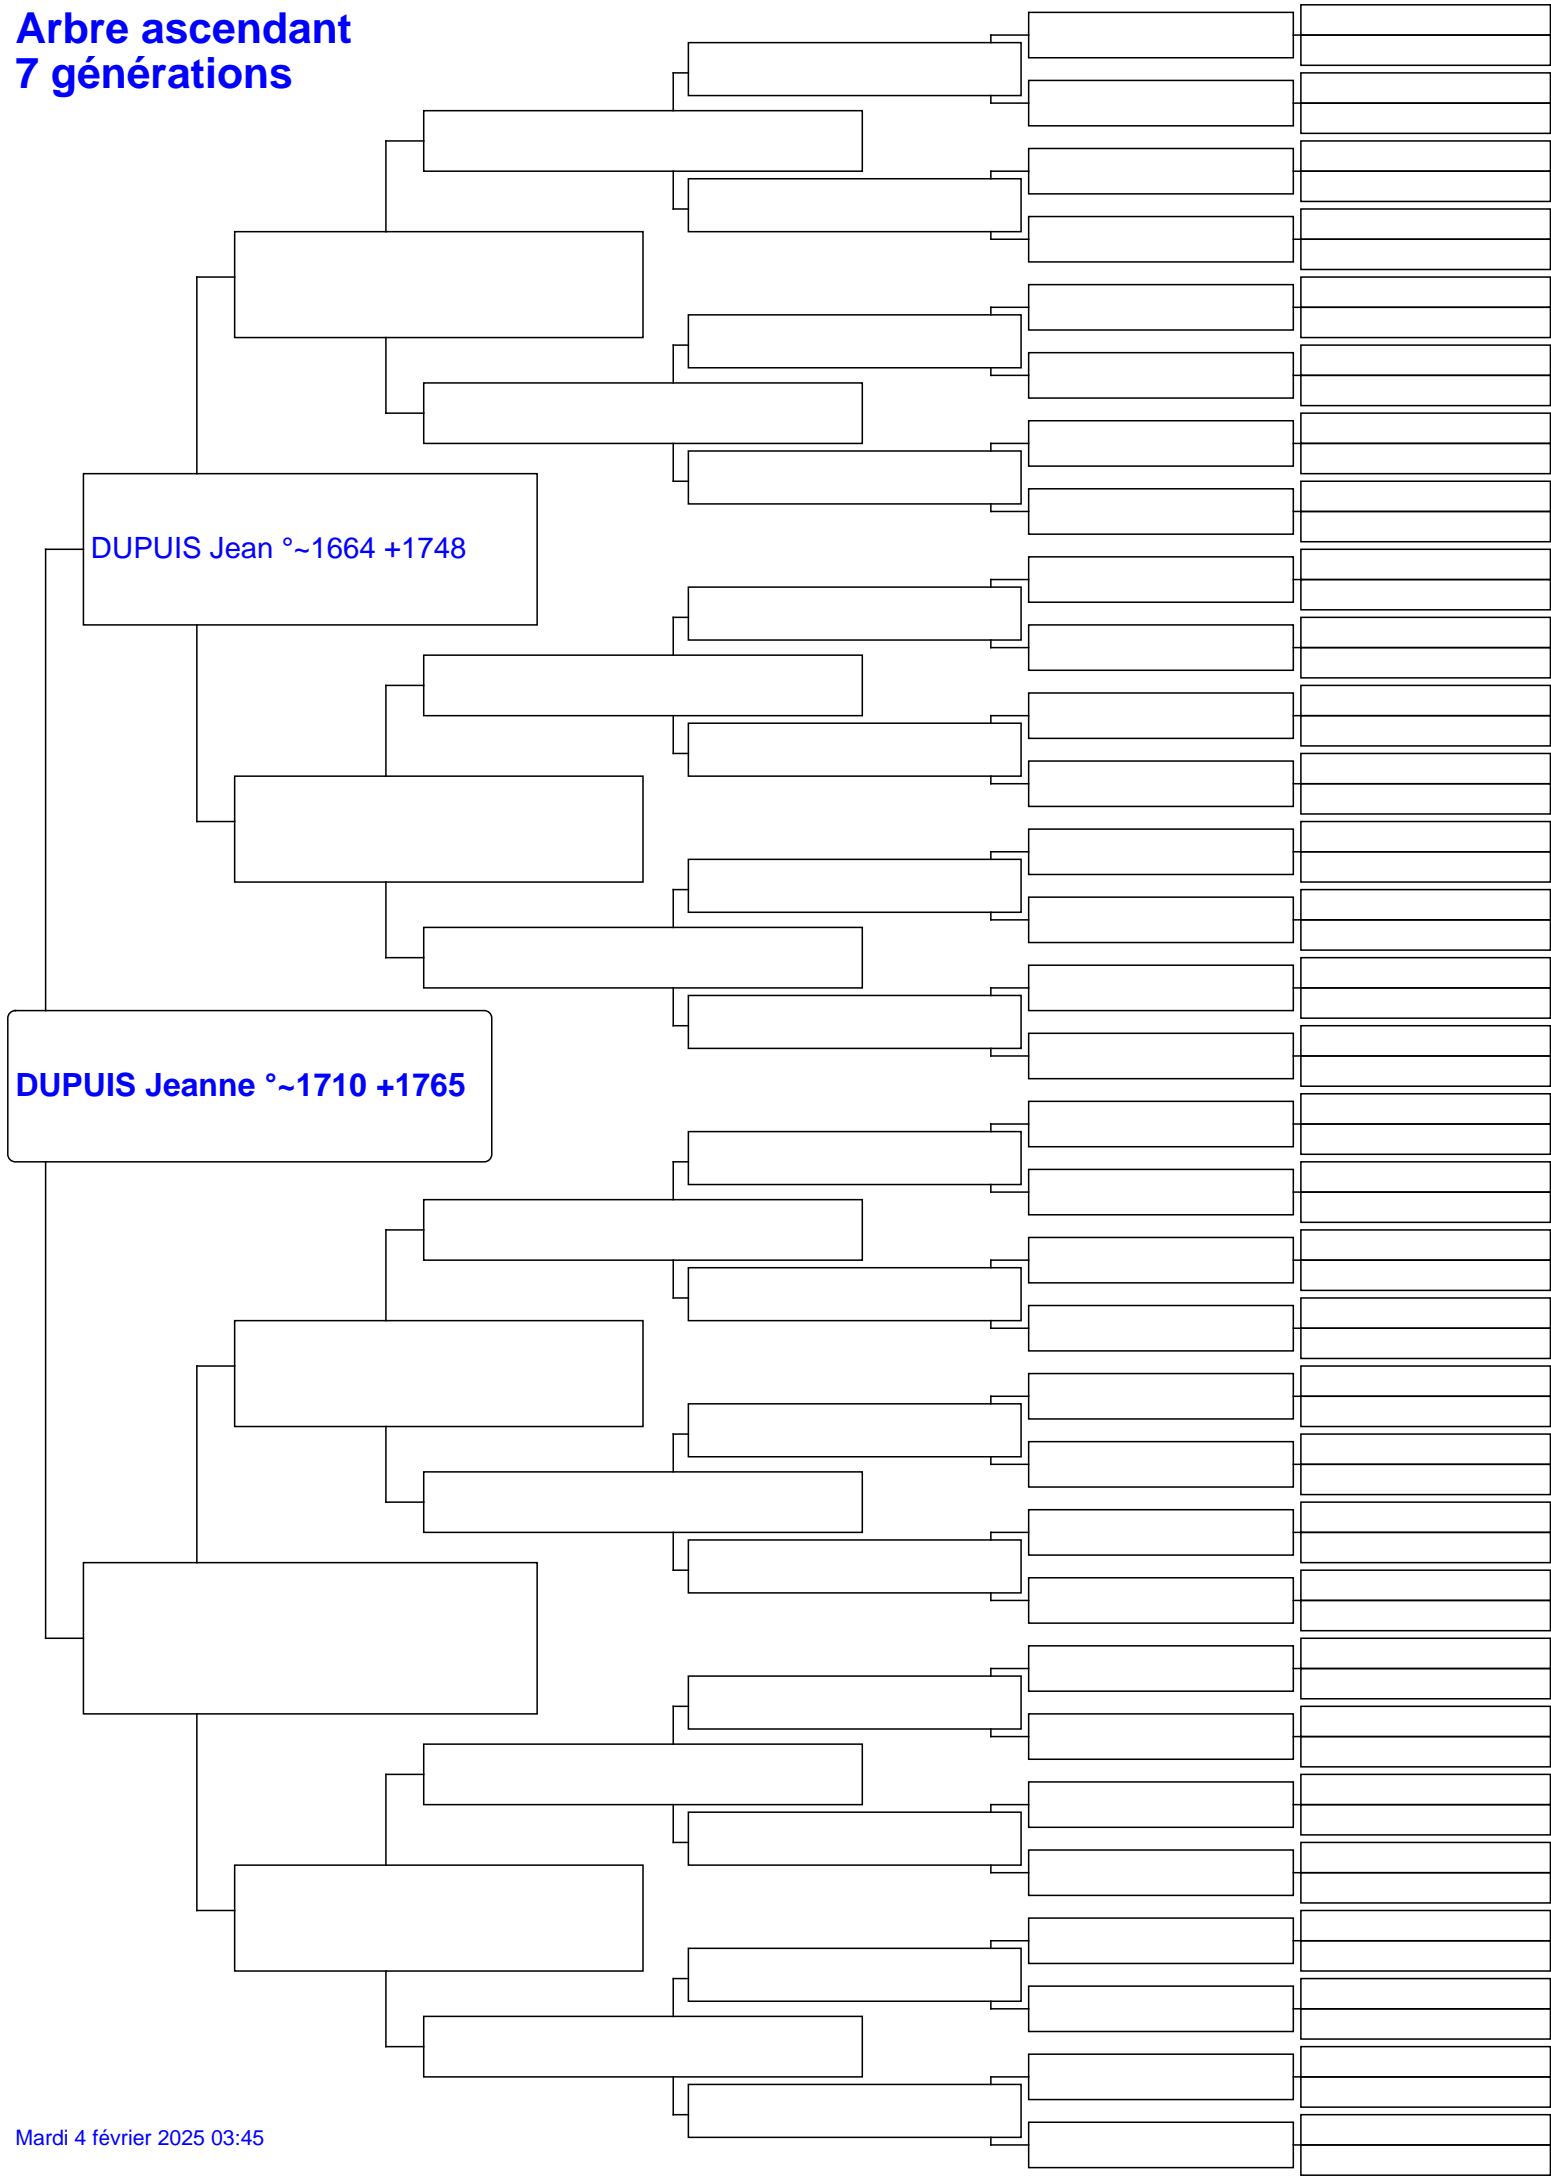 Arbre ascendant
7 générations
DUPUIS Jean °~1664 +1748
DUPUIS Jeanne °~1710 +1765
Mardi 4 février 2025 03:45